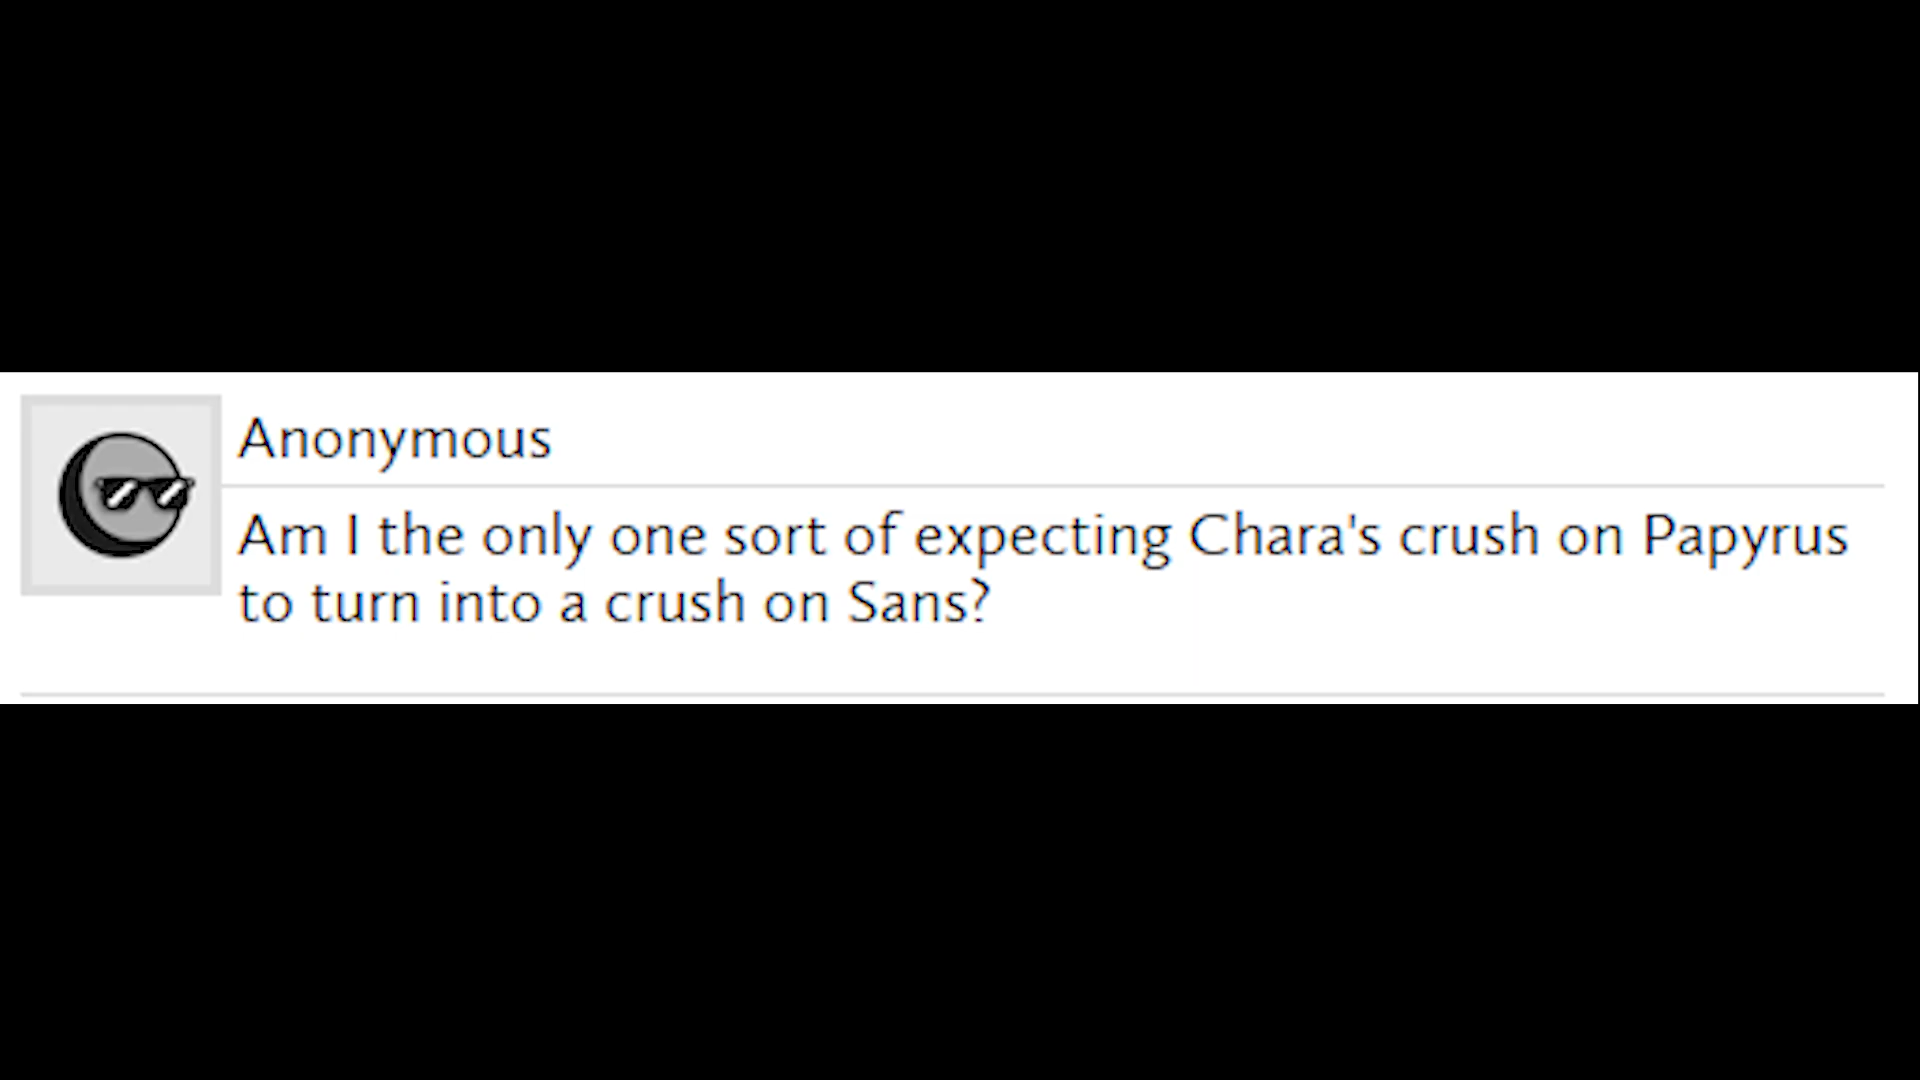 Anonymous
Am I the only one sort of expecting Chara's crush on Papyrus
to turn into a crush on Sans?